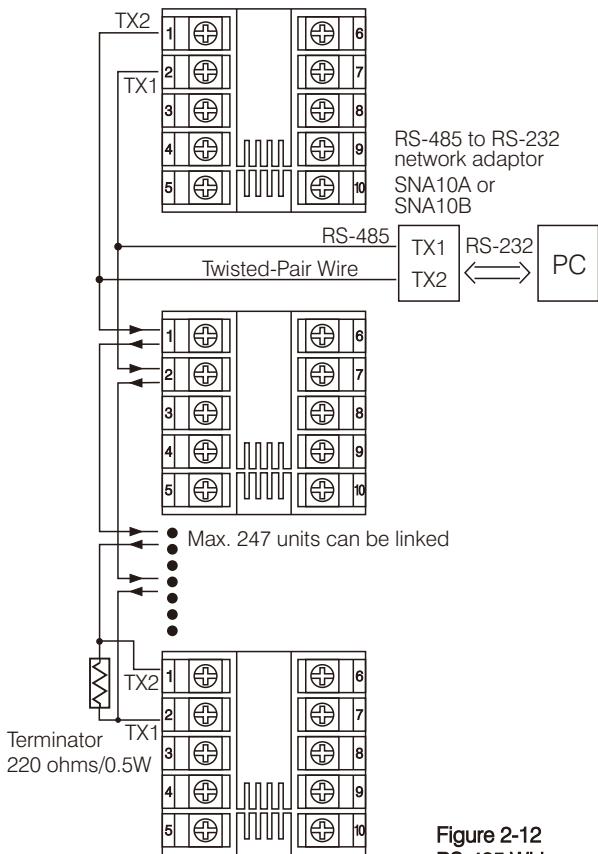 TX2
1
6
2
7
TX1
3
8
4
9
5
10
RS-485 to RS-232
network adaptor
SNA10A or
SNA10B
RS-485
TX1
RS-232
PC
Twisted-Pair Wire
TX2
1
6
2
7
3
8
4
9
5
10
Max. 247 units can be linked
TX2
1
6
2
7
TX1
Terminator
220 ohms/0.5W
3
8
4
9
5
10
Figure 2-12
RS-485